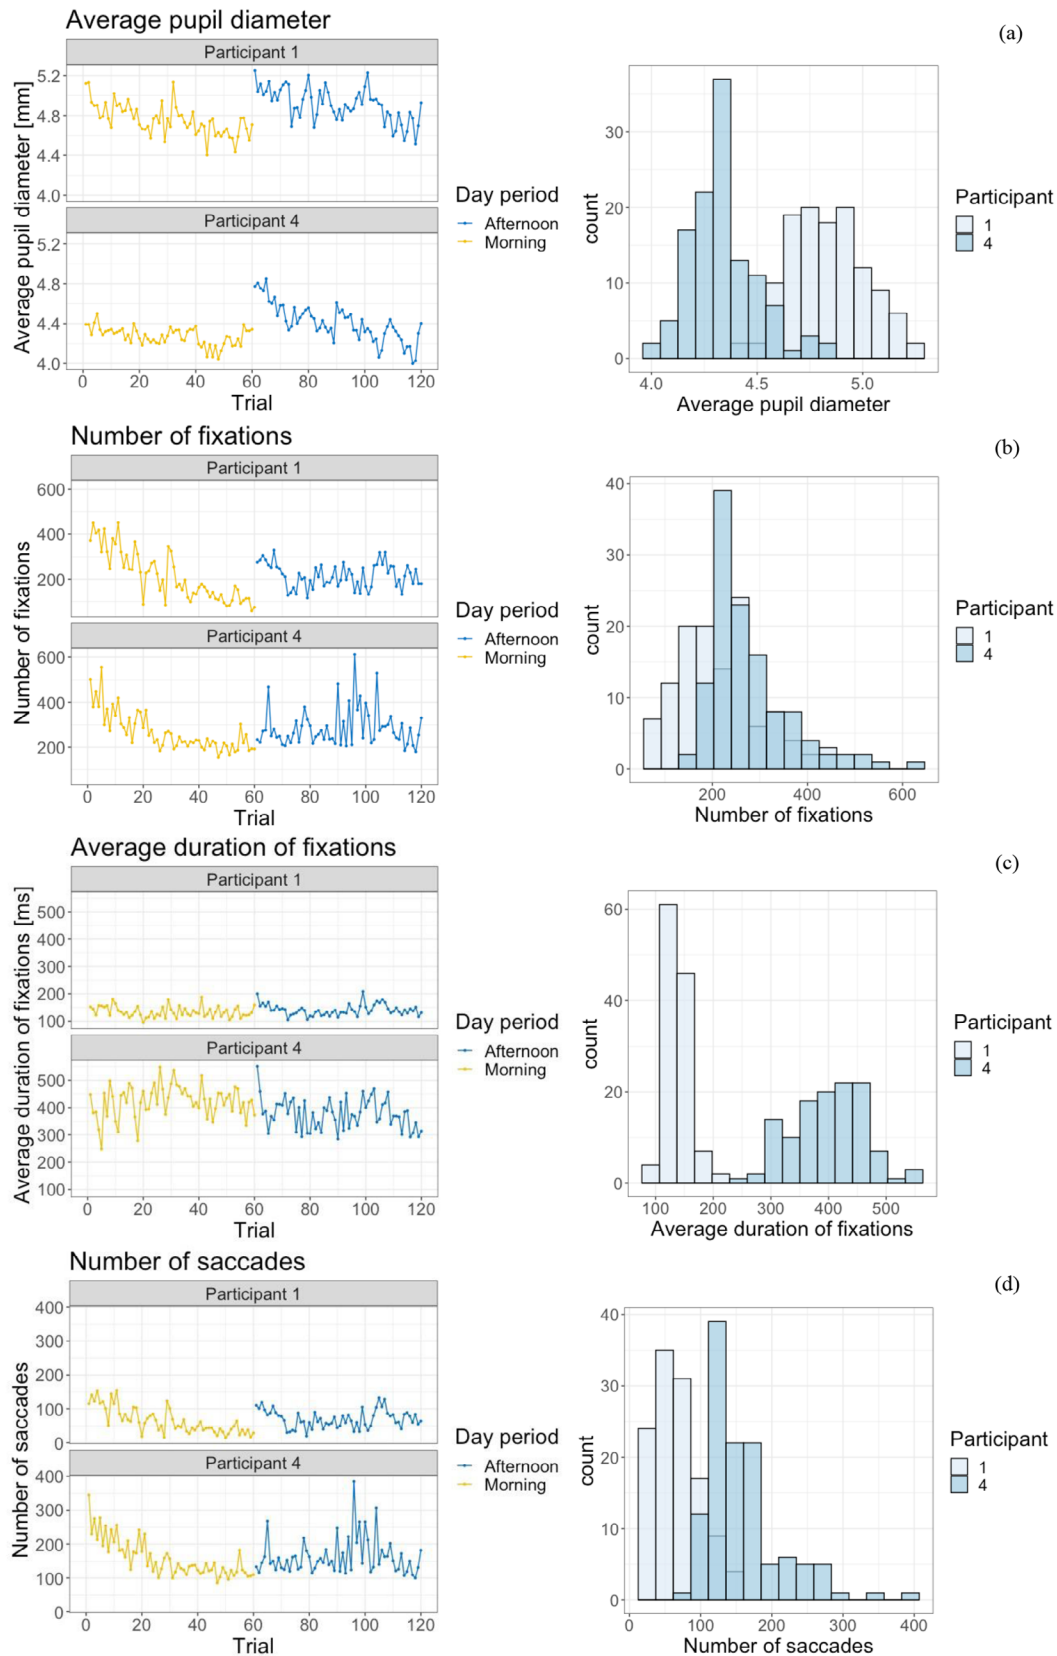 Average pupil diameter
(a)
Participant 1
Average pupil diameter [mm]
5.2
4.8
4.4
4.0
Participant 4
5.2
4.8
4.4
4.0
0 20 40 60 80 100 120
Trial
Day period
Afternoon
Morning
count
30
20
10
0
4.0 4.5 5.0
Average pupil diameter
Participant
1
4
Number of fixations
(b)
Participant 1
Number of fixations
600
400
200
Participant 4
600
400
200
0 20 40 60 80 100 120
Trial
Day period
Afternoon
Morning
count
40
30
20
10
0
200 400 600
Number of fixations
Participant
1
4
Average duration of fixations
(c)
Participant 1
Average duration of fixations [ms]
500
400
300
200
100
Participant 4
500
400
300
200
100
0 20 40 60 80 100 120
Trial
Day period
Afternoon
Morning
count
60
40
20
0
100 200 300 400 500
Average duration of fixations
Participant
1
4
Number of saccades
(d)
Participant 1
Number of saccades
400
300
200
100
0
Participant 4
400
300
200
100
0
0 20 40 60 80 100 120
Trial
Day period
Afternoon
Morning
count
40
30
20
10
0
0 100 200 300 400
Number of saccades
Participant
1
4